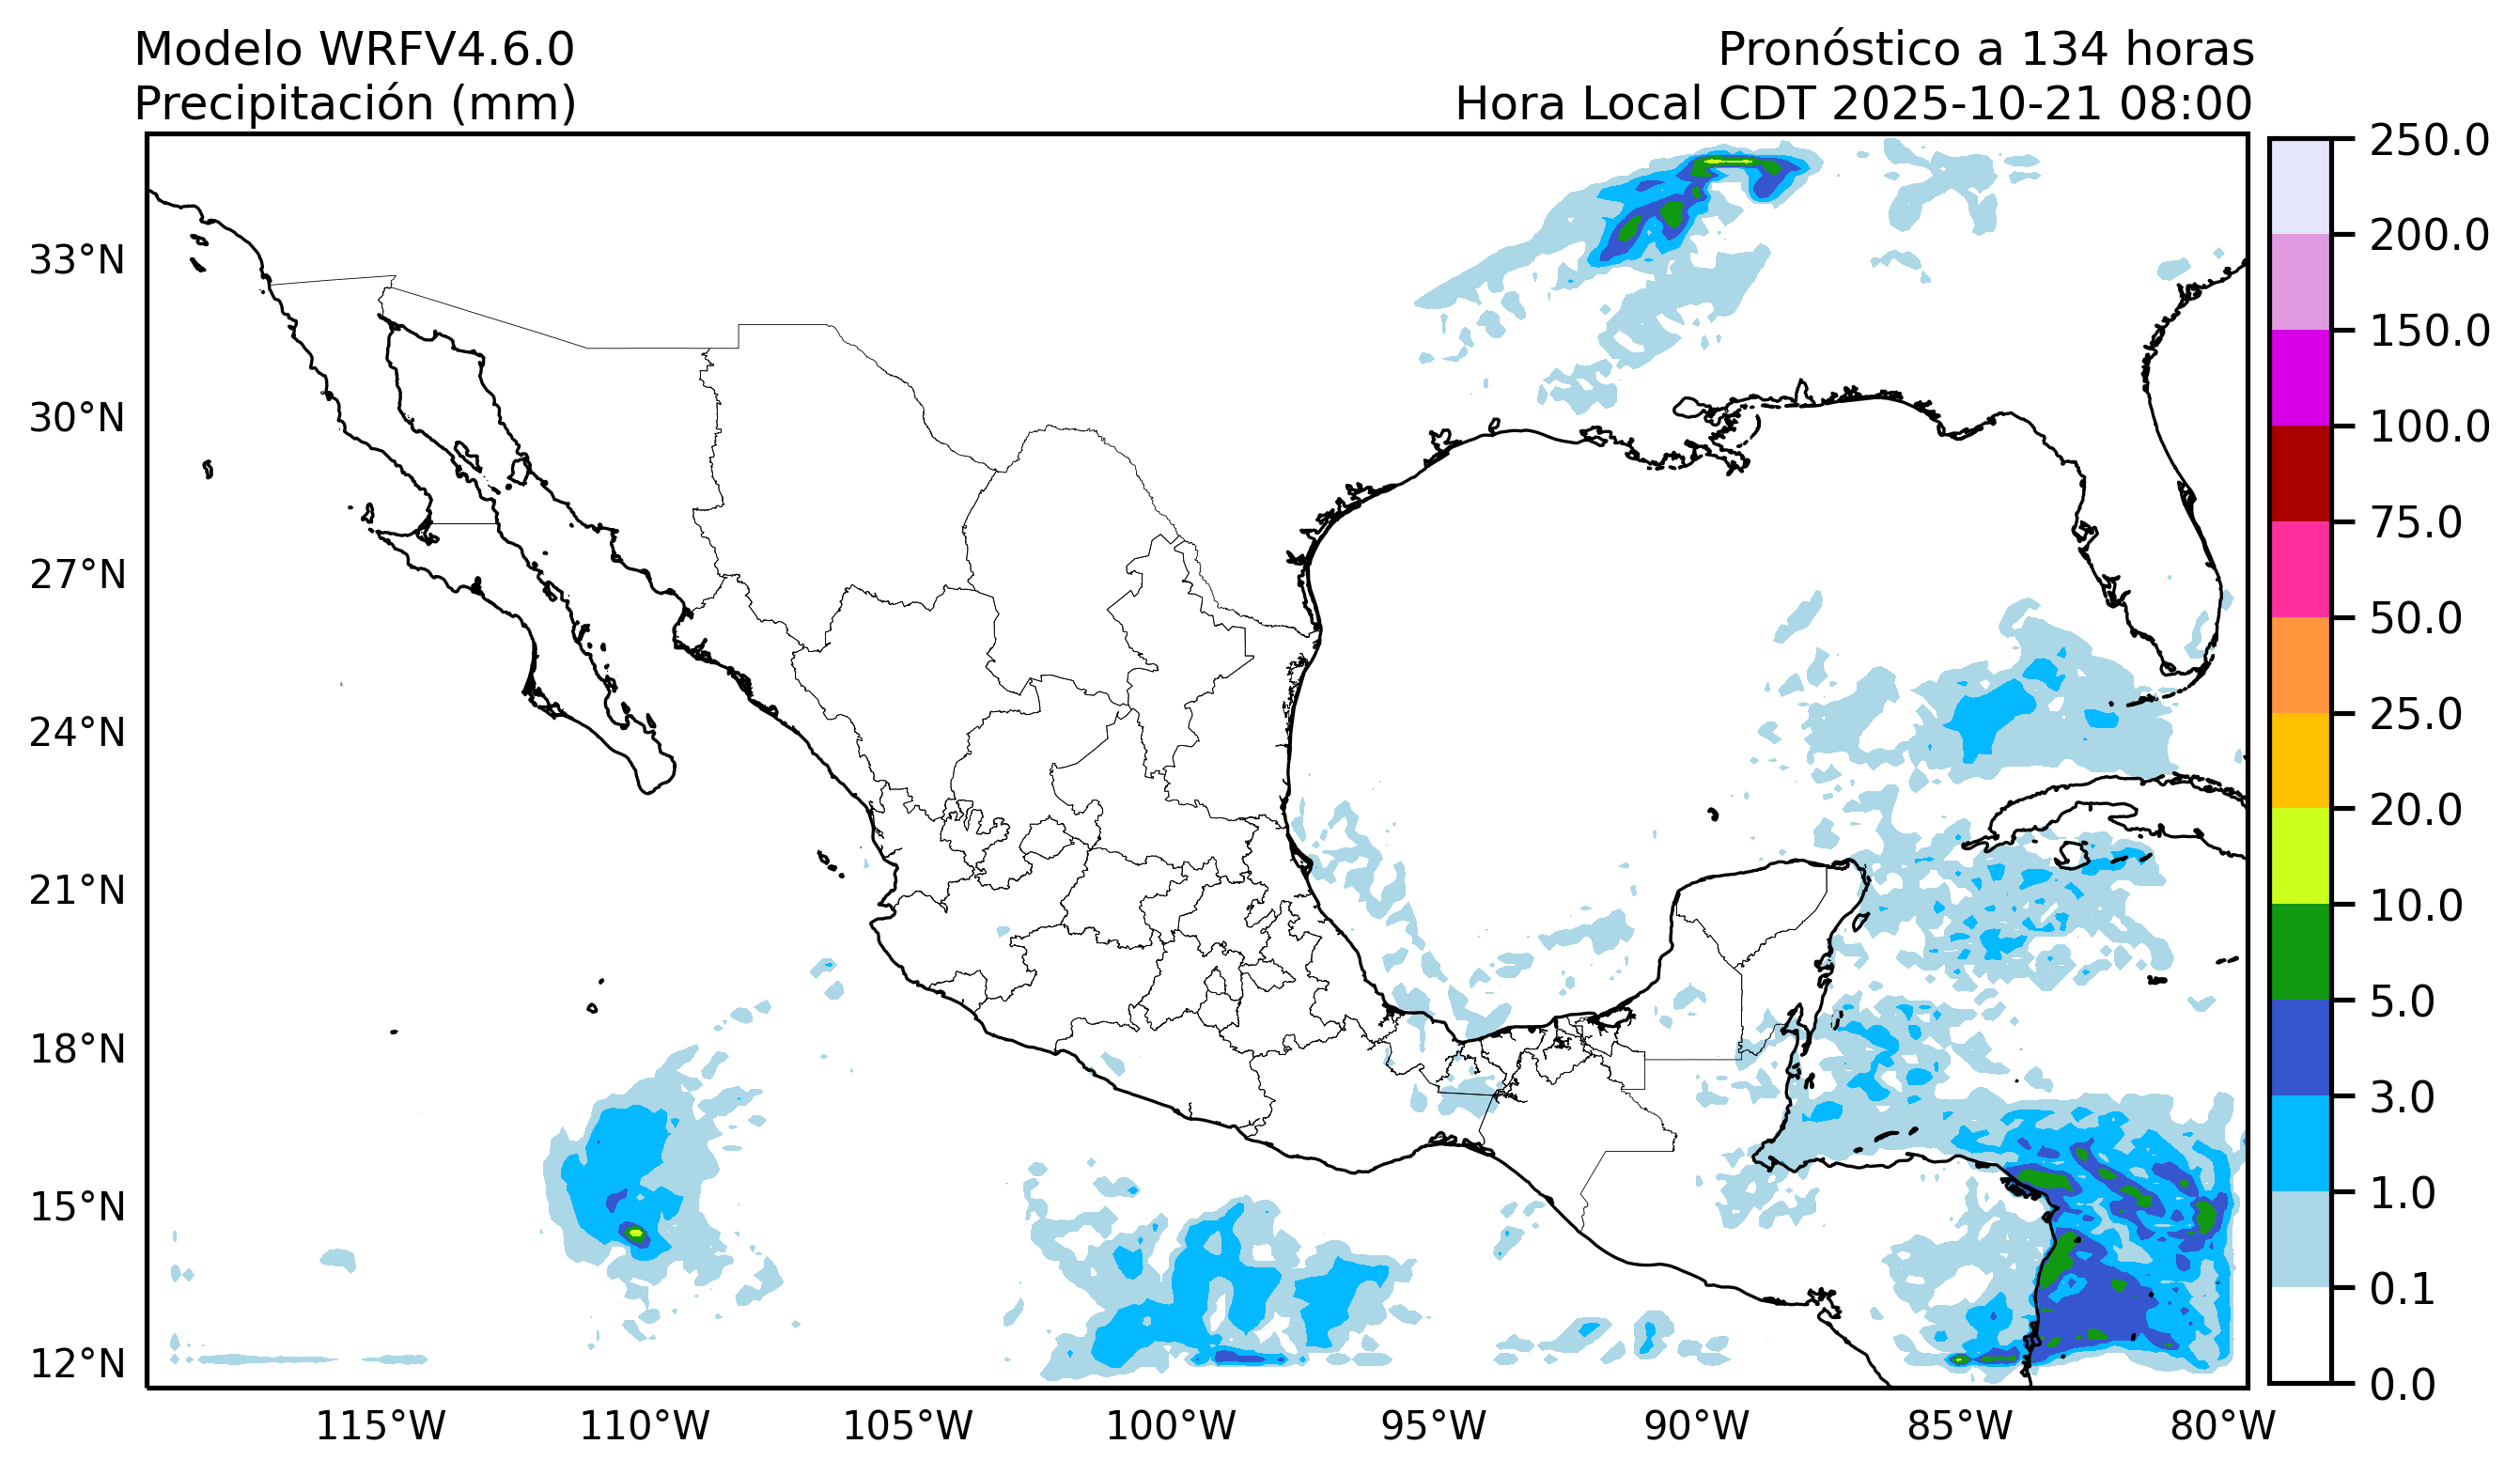 Modelo WRFV4.6.0
Precipitación (mm)
Pronóstico a 134 horas
Hora Local CDT 2025-10-21 08:00
33°N
30°N
27°N
24°N
21°N
18°N
15°N
12°N
115°W
110°W
105°W
100°W
95°W
90°W
85°W
80°W
250.0
200.0
150.0
100.0
75.0
50.0
25.0
20.0
10.0
5.0
3.0
1.0
0.1
0.0